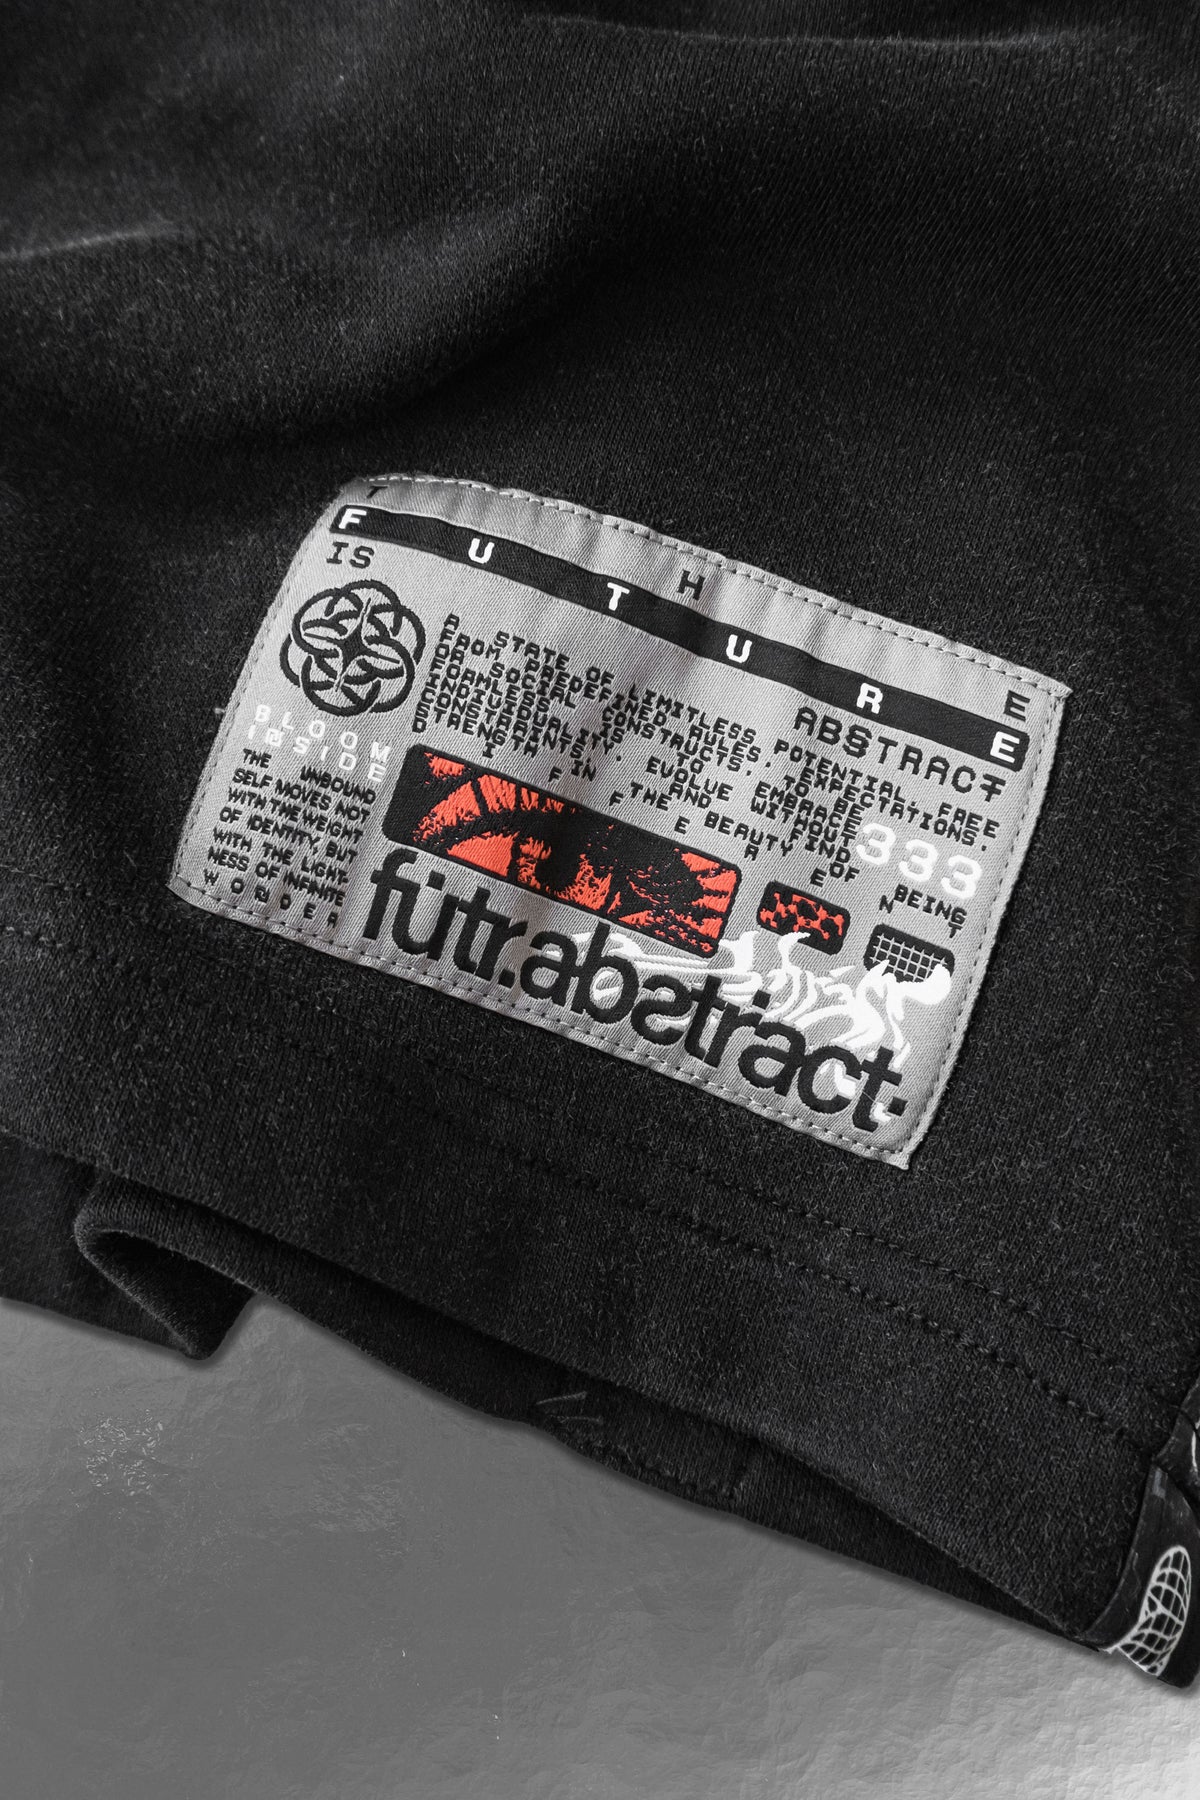 T H E
F U T U R E
IS ABSTRACT
A STATE OF LIMITLESS POTENTIAL, FREE
FROM PREDEFINED RULES, EXPECTATIONS,
OR SOCIAL CONSTRUCTS. TO BE
FORMLESS IS TO EMBRACE
INDIVIDUALITY, EVOLVE WITHOUT
CONSTRAINTS, AND FIND
STRENGTH IN THE BEAUTY OF BEING
D I F F E R E N T
333
BLOOM
INSIDE
THE UNBOUND
SELF MOVES NOT
WITH THE WEIGHT
OF IDENTITY, BUT
WITH THE LIGHT-
NESS OF INFINITE
W O N D E R
fütr.abstract.